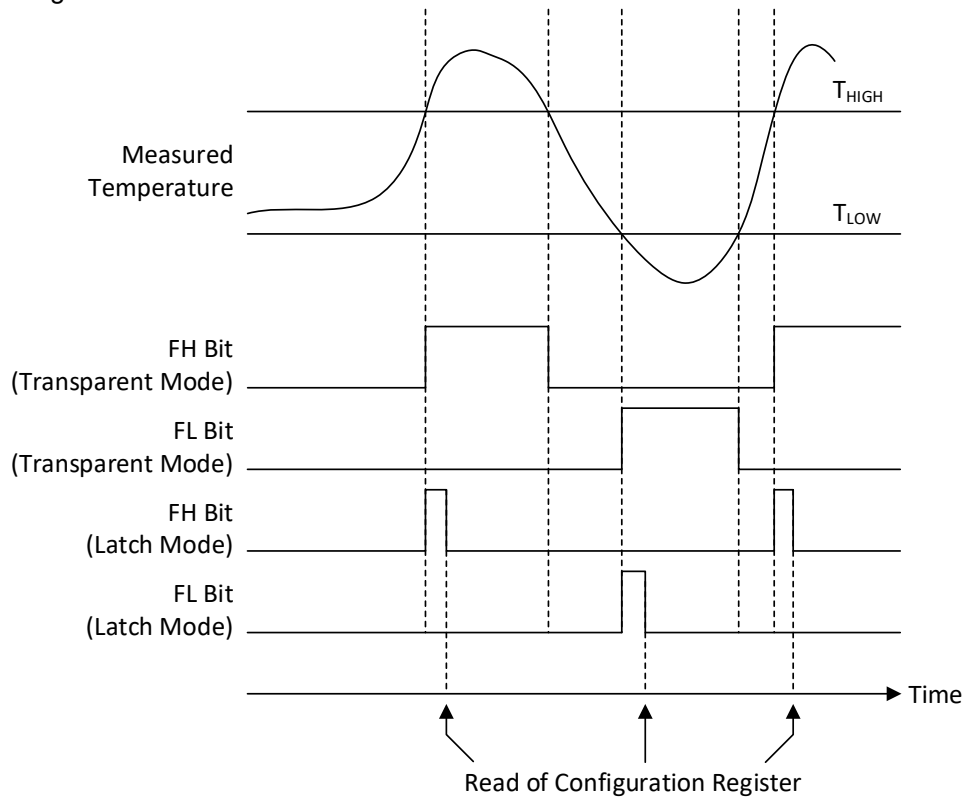 T_HIGH
Measured
Temperature
T_LOW
FH Bit
(Transparent Mode)
FL Bit
(Transparent Mode)
FH Bit
(Latch Mode)
FL Bit
(Latch Mode)
Time
Read of Configuration Register